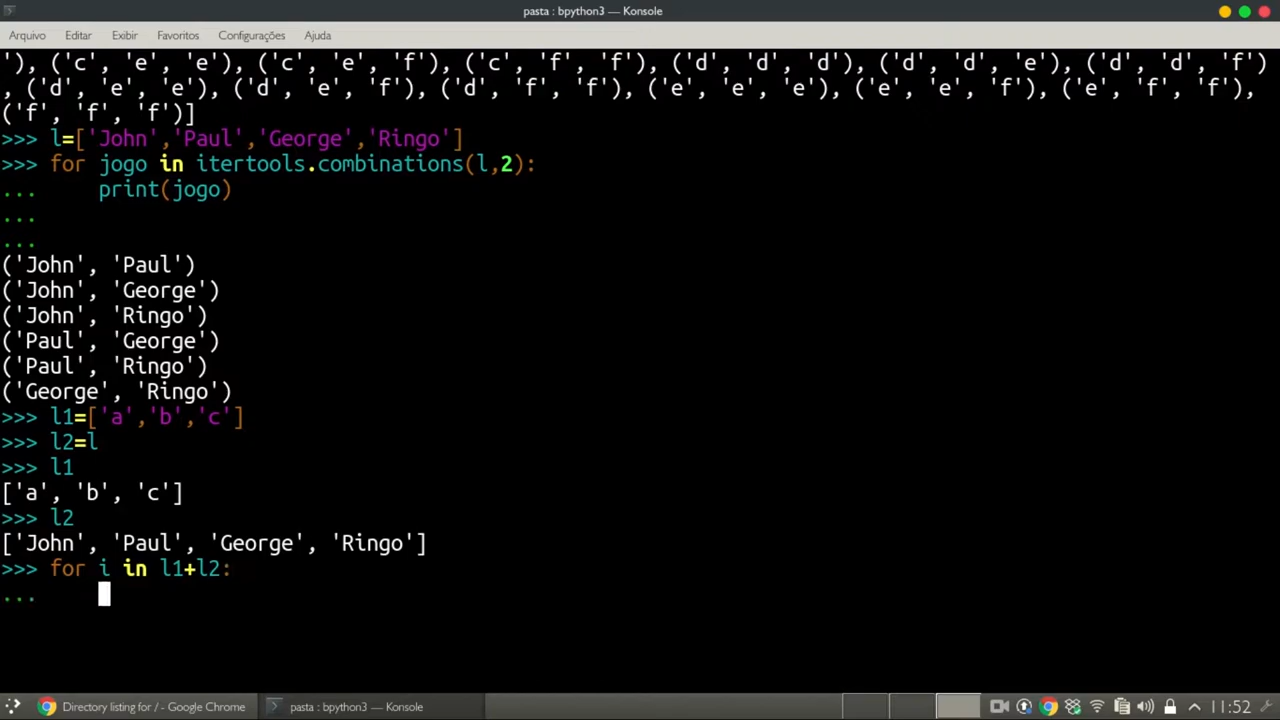 pasta : bpython3 — Konsole
Arquivo Editar Exibir Favoritos Configurações Ajuda
'), ('c', 'e', 'e'), ('c', 'e', 'f'), ('c', 'f', 'f'), ('d', 'd', 'd'), ('d', 'd', 'e'), ('d', 'd', 'f')
, ('d', 'e', 'e'), ('d', 'e', 'f'), ('d', 'f', 'f'), ('e', 'e', 'e'), ('e', 'e', 'f'), ('e', 'f', 'f'),
('f', 'f', 'f')]
>>> l=['John','Paul','George','Ringo']
>>> for jogo in itertools.combinations(l,2):
...     print(jogo)
...
...
('John', 'Paul')
('John', 'George')
('John', 'Ringo')
('Paul', 'George')
('Paul', 'Ringo')
('George', 'Ringo')
>>> l1=['a','b','c']
>>> l2=l
>>> l1
['a', 'b', 'c']
>>> l2
['John', 'Paul', 'George', 'Ringo']
>>> for i in l1+l2:
...
Directory listing for / - Google Chrome pasta : bpython3 — Konsole 11:52